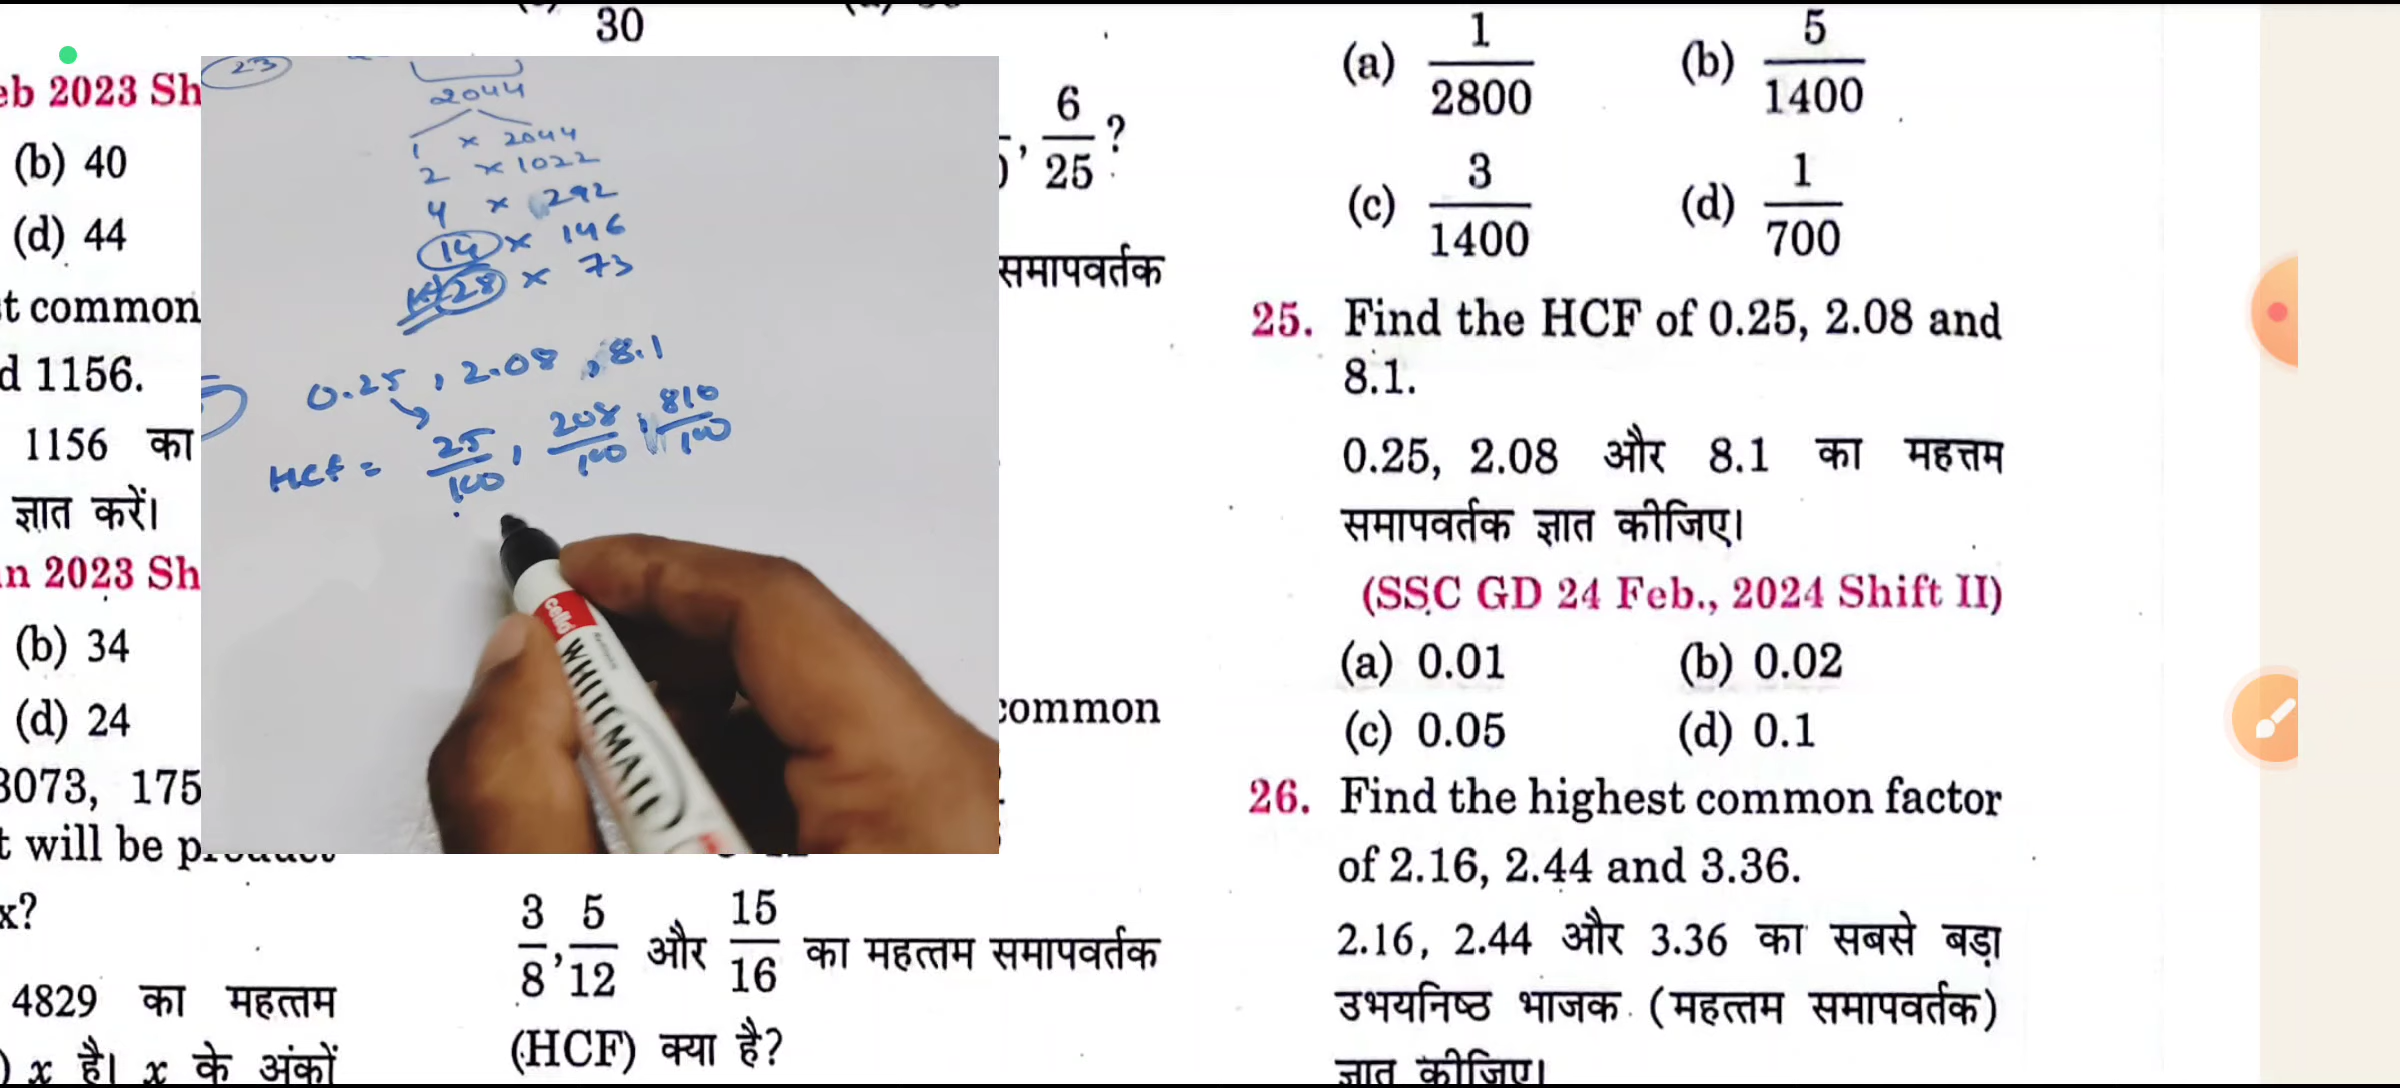 30
eb 2023 Sh
(b) 40
(d) 44
t common
d 1156.
1156 का
ज्ञात करें।
n 2023 Sh
(b) 34
(d) 24
3073, 175
t will be product
x?
4829 का महत्तम
x है। x के अंकों
23
2044
1 × 2044
2 × 1022
4 × 292
14 × 146
28 × 73
0.25 , 2.08 , 8.1
HCF = 25/100 , 208/100 , 810/100
cello
WHITEMATE
, 6/25 ?
समापवर्तक
common
3/8, 5/12 और 15/16 का महत्तम समापवर्तक
(HCF) क्या है?
(a) 1/2800 (b) 5/1400
(c) 3/1400 (d) 1/700
25. Find the HCF of 0.25, 2.08 and
8.1.
0.25, 2.08 और 8.1 का महत्तम
समापवर्तक ज्ञात कीजिए।
(SSC GD 24 Feb., 2024 Shift II)
(a) 0.01 (b) 0.02
(c) 0.05 (d) 0.1
26. Find the highest common factor
of 2.16, 2.44 and 3.36.
2.16, 2.44 और 3.36 का सबसे बड़ा
उभयनिष्ठ भाजक (महत्तम समापवर्तक)
ज्ञात कीजिए।